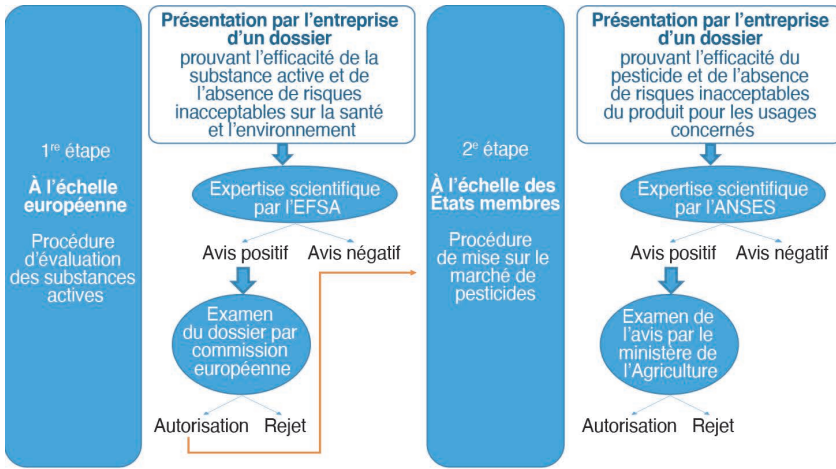 1re étape
À l'échelle
européenne
Procédure
d'évaluation
des substances
actives
Présentation par l'entreprise
d'un dossier
prouvant l'efficacité de la
substance active et de
l'absence de risques
inacceptables sur la santé
et l'environnement
Expertise scientifique
par l'EFSA
Avis positif
Avis négatif
Examen
du dossier par
commission
européenne
Autorisation
Rejet
2e étape
À l'échelle des
États membres
Procédure
de mise sur le
marché de
pesticides
Présentation par l'entreprise
d'un dossier
prouvant l'efficacité du
pesticide et de l'absence
de risques inacceptables
du produit pour les usages
concernés
Expertise scientifique
par l'ANSES
Avis positif
Avis négatif
Examen de
l'avis par le
ministère de
l'Agriculture
Autorisation
Rejet